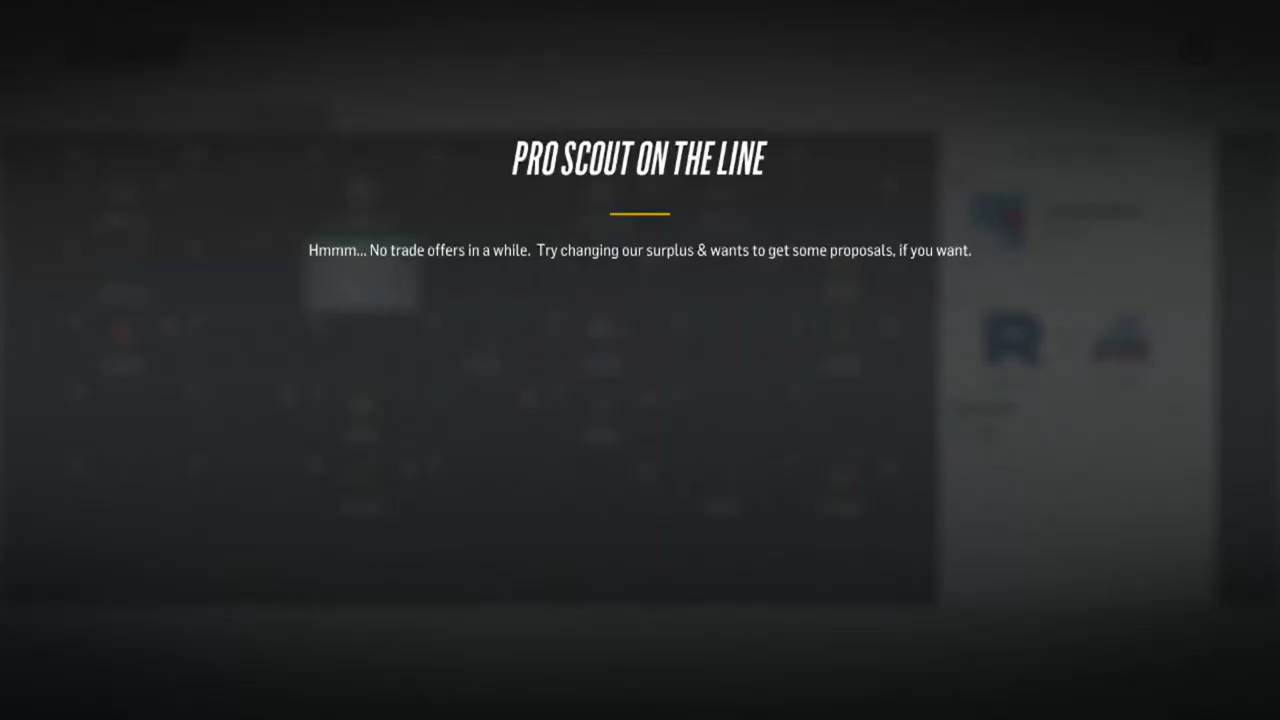 PRO SCOUT ON THE LINE
Hmmm... No trade offers in a while.  Try changing our surplus & wants to get some proposals, if you want.